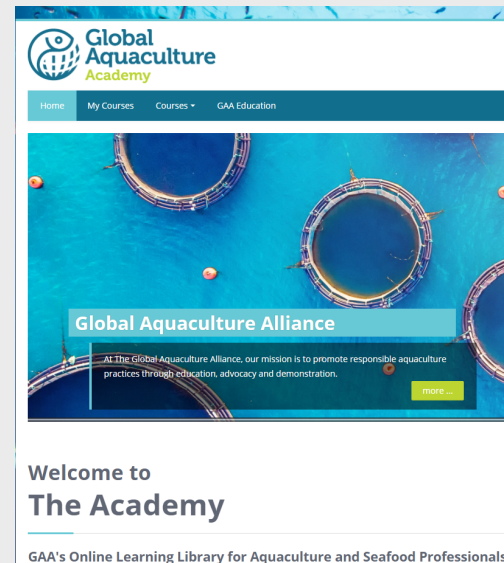 Global
Aquaculture
Academy
Home My Courses Courses GAA Education
Global Aquaculture Alliance
At The Global Aquaculture Alliance, our mission is to promote responsible aquaculture
practices through education, advocacy and demonstration.
more ...
Welcome to
The Academy
GAA's Online Learning Library for Aquaculture and Seafood Professionals